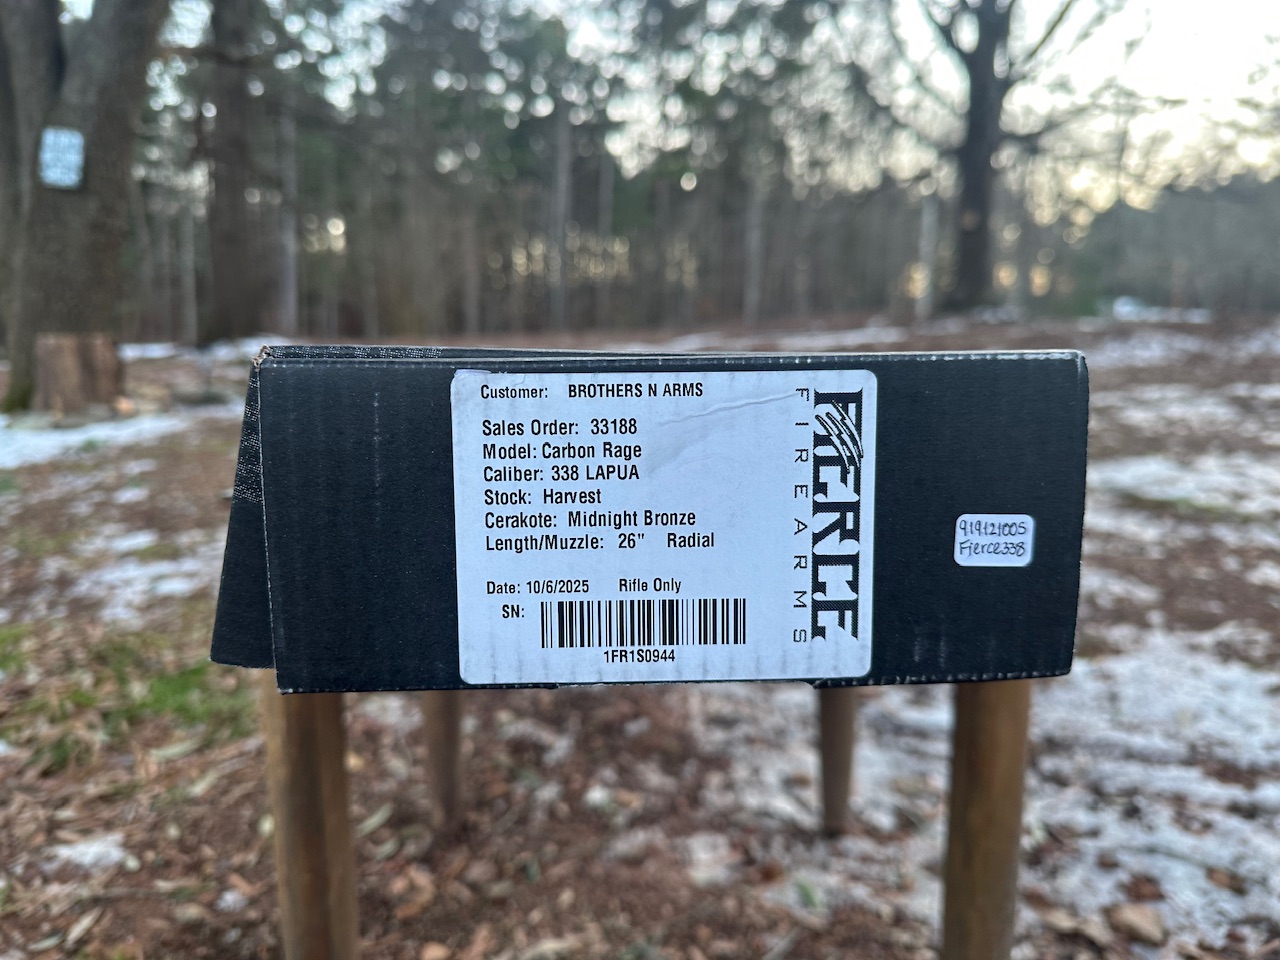 Customer: BROTHERS N ARMS
Sales Order: 33188
Model: Carbon Rage
Caliber: 338 LAPUA
Stock: Harvest
Cerakote: Midnight Bronze
Length/Muzzle: 26" Radial
Date: 10/6/2025 Rifle Only
SN:
1FR1S0944
FIERCE
FIREARMS
919121005
Fierce338